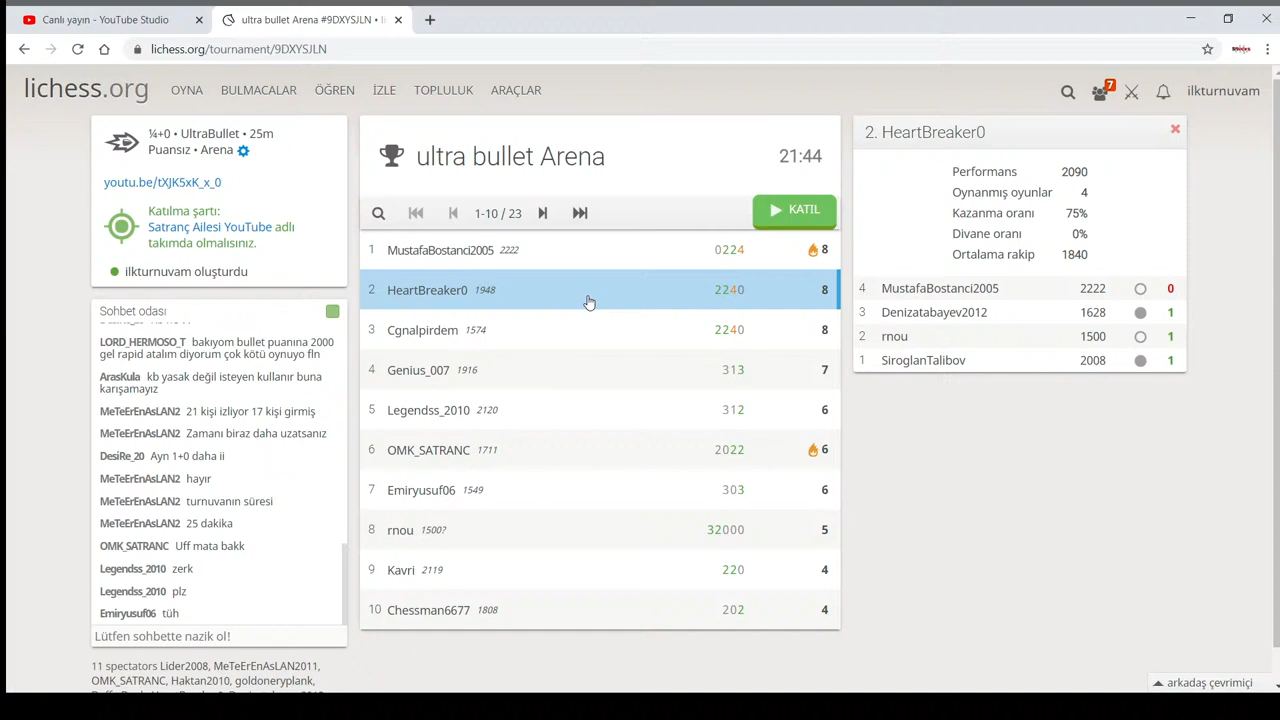 Canlı yayın - YouTube Studio
ultra bullet Arena #9DXYSJLN •
lichess.org/tournament/9DXYSJLN
lichess.org
OYNA
BULMACALAR
ÖĞREN
İZLE
TOPLULUK
ARAÇLAR
7
ilkturnuvam
¼+0 • UltraBullet • 25m
Puansız • Arena
youtu.be/tXJK5xK_x_0
Katılma şartı:
Satranç Ailesi YouTube adlı
takımda olmalısınız.
ilkturnuvam oluşturdu
Sohbet odası
LORD_HERMOSO_T bakıyom bullet puanına 2000
gel rapid atalım diyorum çok kötü oynuyo fln
ArasKula kb yasak değil isteyen kullanır buna
karışamayız
MeTeErEnAsLAN2 21 kişi izliyor 17 kişi girmiş
MeTeErEnAsLAN2 Zamanı biraz daha uzatsanız
DesiRe_20 Ayn 1+0 daha ii
MeTeErEnAsLAN2 hayır
MeTeErEnAsLAN2 turnuvanın süresi
MeTeErEnAsLAN2 25 dakika
OMK_SATRANC Uff mata bakk
Legendss_2010 zerk
Legendss_2010 plz
Emiryusuf06 tüh
Lütfen sohbette nazik ol!
11 spectators Lider2008, MeTeErEnAsLAN2011,
OMK_SATRANC, Haktan2010, goldoneryplank,
ultra bullet Arena
21:44
1-10 / 23
KATIL
1 MustafaBostanci2005 2222 0224 8
2 HeartBreaker0 1948 2240 8
3 Cgnalpirdem 1574 2240 8
4 Genius_007 1916 313 7
5 Legendss_2010 2120 312 6
6 OMK_SATRANC 1711 2022 6
7 Emiryusuf06 1549 303 6
8 rnou 1500? 32000 5
9 Kavri 2119 220 4
10 Chessman6677 1808 202 4
2. HeartBreaker0
Performans 2090
Oynanmış oyunlar 4
Kazanma oranı 75%
Divane oranı 0%
Ortalama rakip 1840
4 MustafaBostanci2005 2222 0
3 Denizatabayev2012 1628 1
2 rnou 1500 1
1 SiroglanTalibov 2008 1
arkadaş çevrimiçi